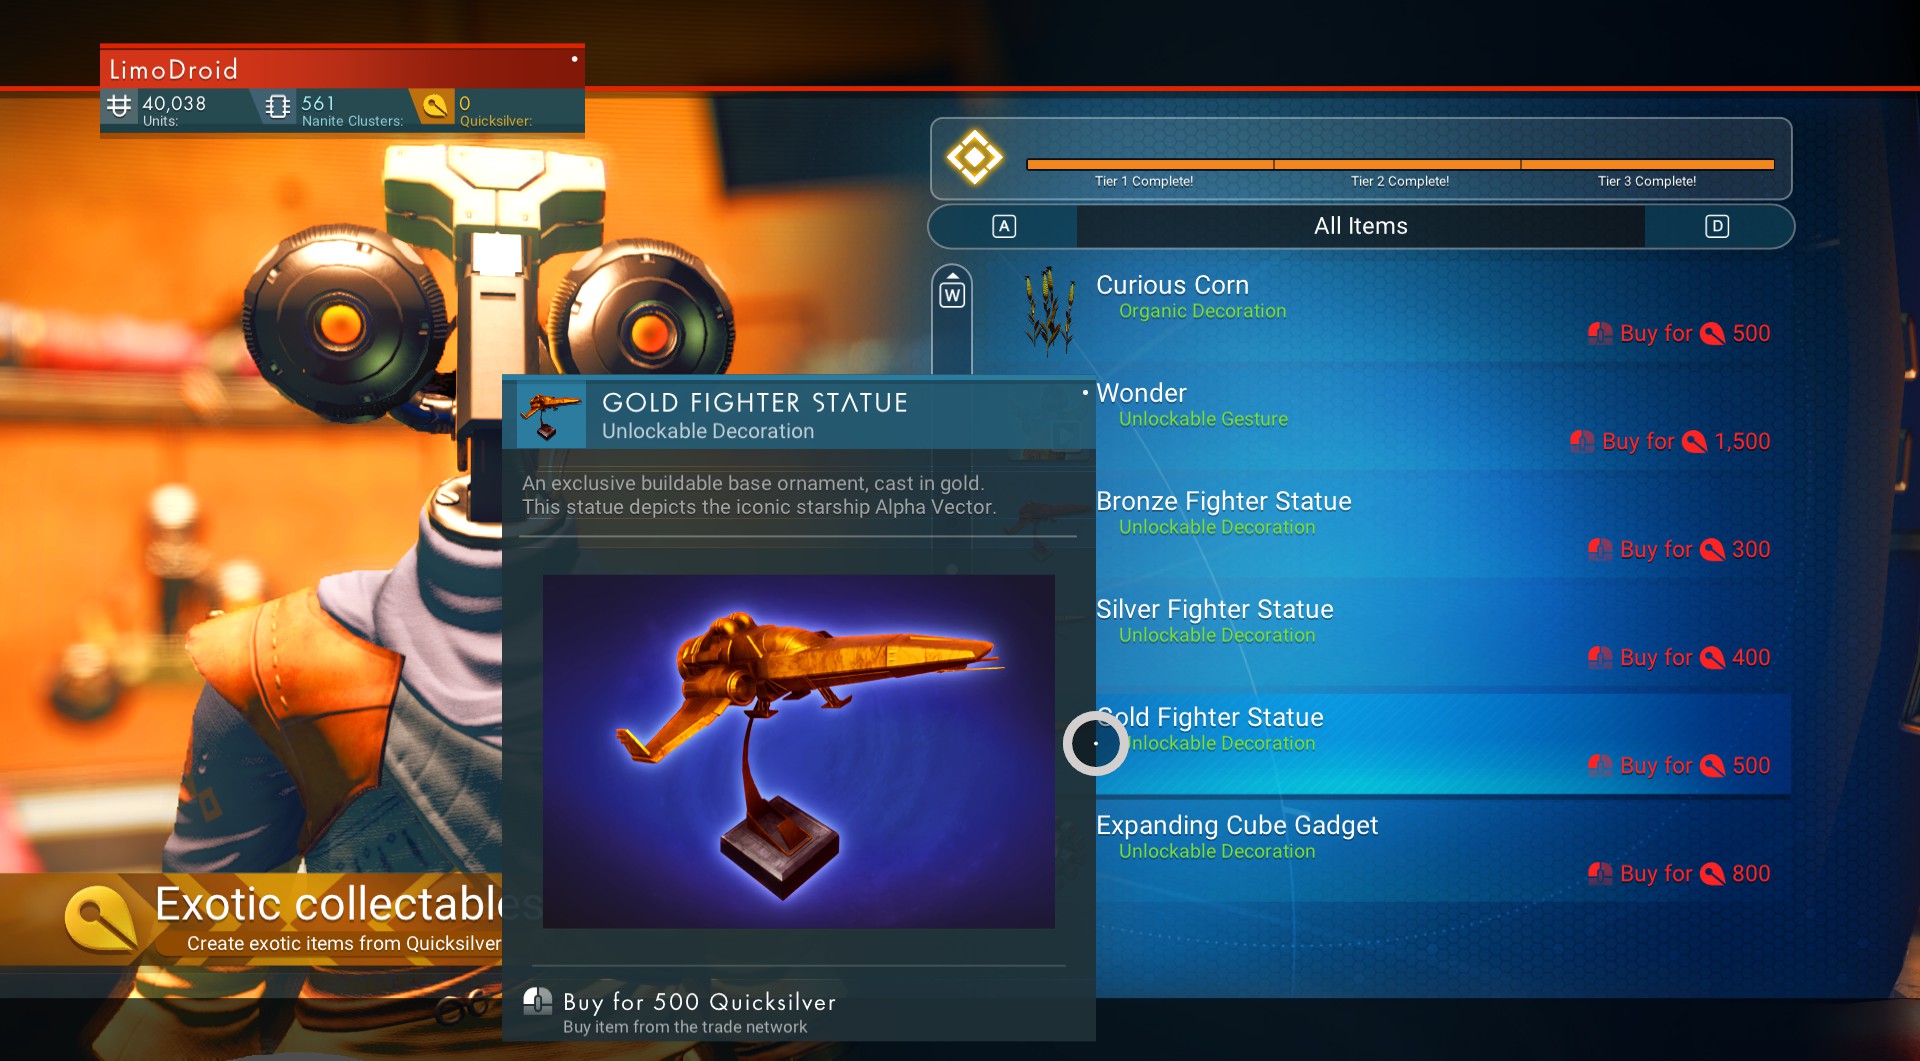 LimoDroid
40,038
Units:
561
Nanite Clusters:
0
Quicksilver:
Tier 1 Complete!
Tier 2 Complete!
Tier 3 Complete!
A
All Items
D
W
Curious Corn
Organic Decoration
Buy for 500
Wonder
Unlockable Gesture
Buy for 1,500
Bronze Fighter Statue
Unlockable Decoration
Buy for 300
Silver Fighter Statue
Unlockable Decoration
Buy for 400
Gold Fighter Statue
Unlockable Decoration
Buy for 500
Expanding Cube Gadget
Unlockable Decoration
Buy for 800
GOLD FIGHTER STATUE
Unlockable Decoration
An exclusive buildable base ornament, cast in gold.
This statue depicts the iconic starship Alpha Vector.
Buy for 500 Quicksilver
Buy item from the trade network
Exotic collectables
Create exotic items from Quicksilver